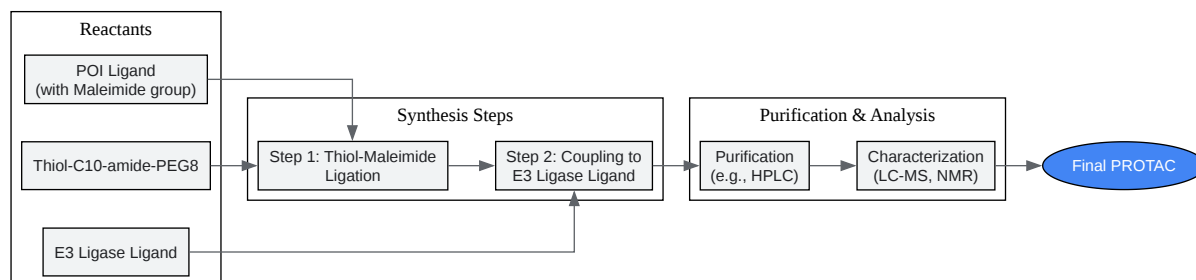 Reactants
POI Ligand
(with Maleimide group)
Thiol-C10-amide-PEG8
E3 Ligase Ligand
Synthesis Steps
Step 1: Thiol-Maleimide
Ligation
Step 2: Coupling to
E3 Ligase Ligand
Purification & Analysis
Purification
(e.g., HPLC)
Characterization
(LC-MS, NMR)
Final PROTAC